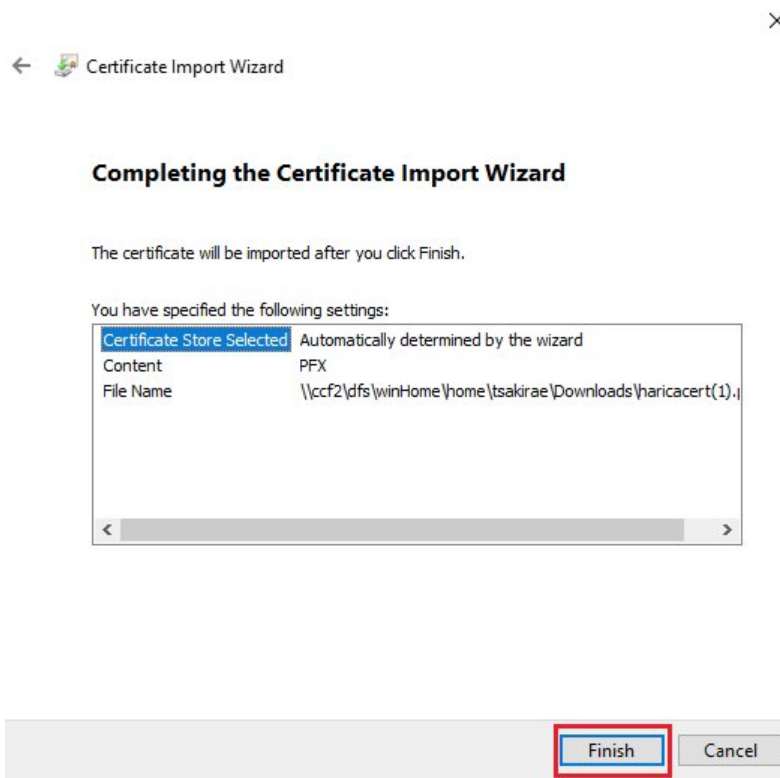 Certificate Import Wizard
Completing the Certificate Import Wizard
The certificate will be imported after you click Finish.
You have specified the following settings:
Certificate Store Selected Automatically determined by the wizard
Content PFX
File Name \\ccf2\dfs\winHome\home\tsakirae\Downloads\haricacert(1).p
Finish Cancel